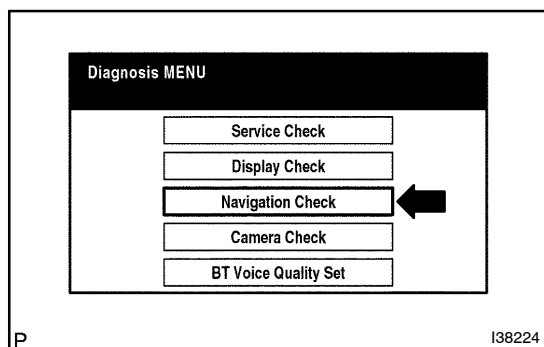 Diagnosis MENU
Service Check
Display Check
Navigation Check
Camera Check
BT Voice Quality Set
P
I38224